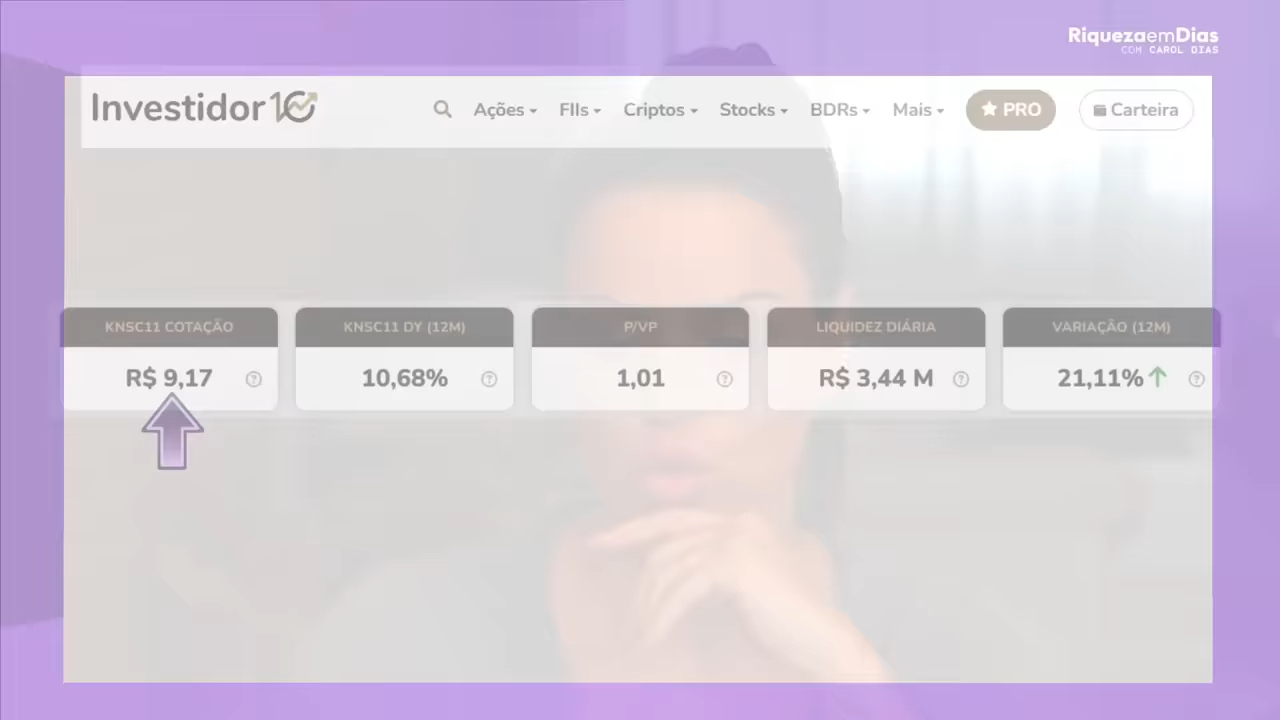 RiquezaemDias
COM CAROL DIAS
Investidor10
Ações
FIIs
Criptos
Stocks
BDRs
Mais
PRO
Carteira
KNSC11 COTAÇÃO
R$ 9,17
?
KNSC11 DY (12M)
10,68%
?
P/VP
1,01
?
LIQUIDEZ DIÁRIA
R$ 3,44 M
?
VARIAÇÃO (12M)
21,11%
?